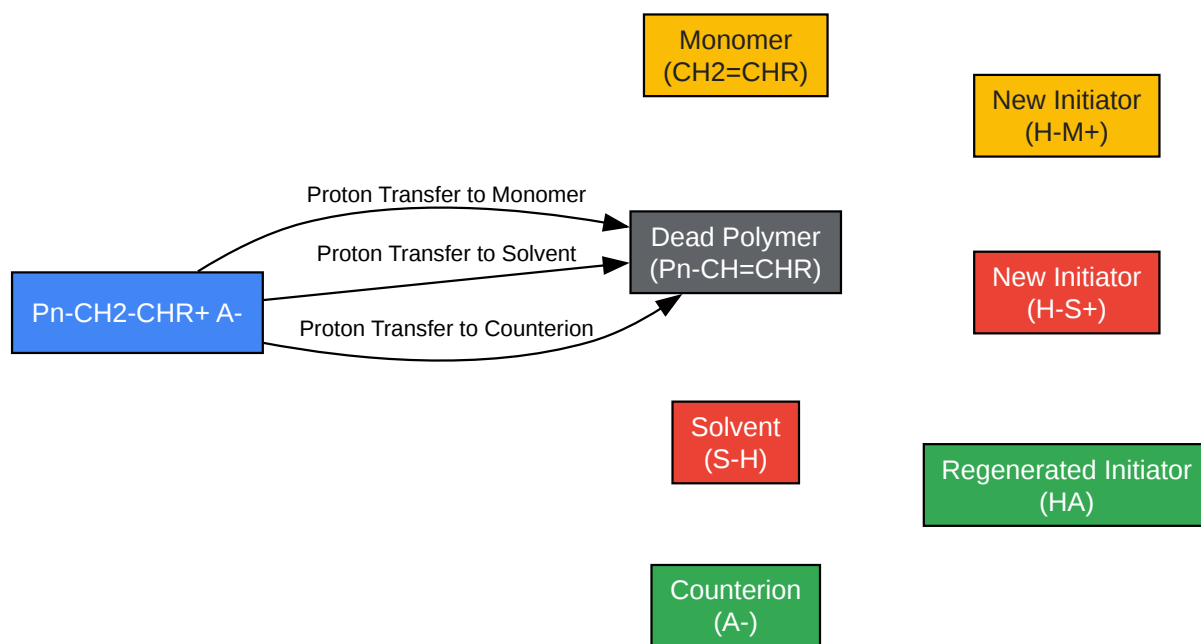 Monomer
(CH2=CHR)
New Initiator
(H-M+)
Proton Transfer to Monomer
Dead Polymer
(Pn-CH=CHR)
Proton Transfer to Solvent
Pn-CH2-CHR+ A-
Proton Transfer to Counterion
New Initiator
(H-S+)
Solvent
(S-H)
Regenerated Initiator
(HA)
Counterion
(A-)